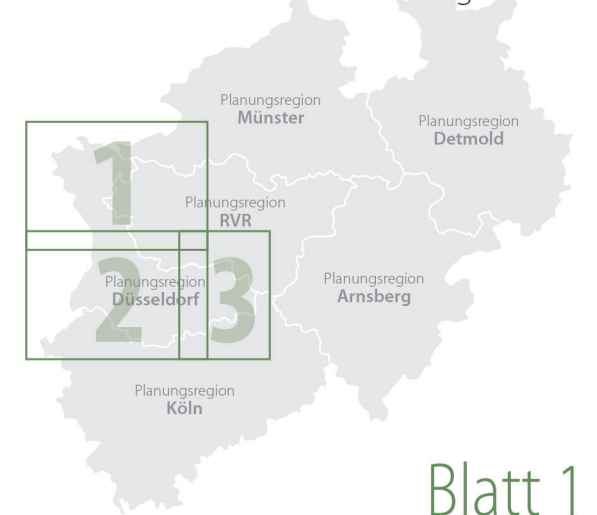 Planungsregion
Münster
Planungsregion
Detmold
1
Planungsregion
RVR
Planungsregion
Düsseldorf
2
3
Planungsregion
Arnsberg
Planungsregion
Köln
Blatt 1